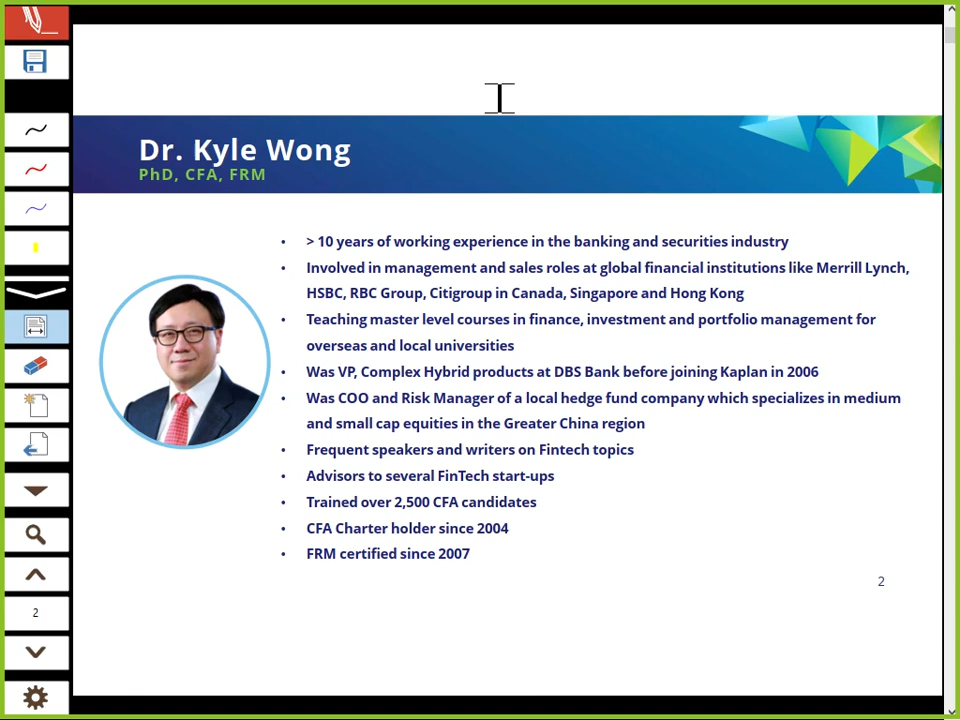 Dr. Kyle Wong
PhD, CFA, FRM
• > 10 years of working experience in the banking and securities industry
• Involved in management and sales roles at global financial institutions like Merrill Lynch,
HSBC, RBC Group, Citigroup in Canada, Singapore and Hong Kong
• Teaching master level courses in finance, investment and portfolio management for
overseas and local universities
• Was VP, Complex Hybrid products at DBS Bank before joining Kaplan in 2006
• Was COO and Risk Manager of a local hedge fund company which specializes in medium
and small cap equities in the Greater China region
• Frequent speakers and writers on Fintech topics
• Advisors to several FinTech start-ups
• Trained over 2,500 CFA candidates
• CFA Charter holder since 2004
• FRM certified since 2007
2
2